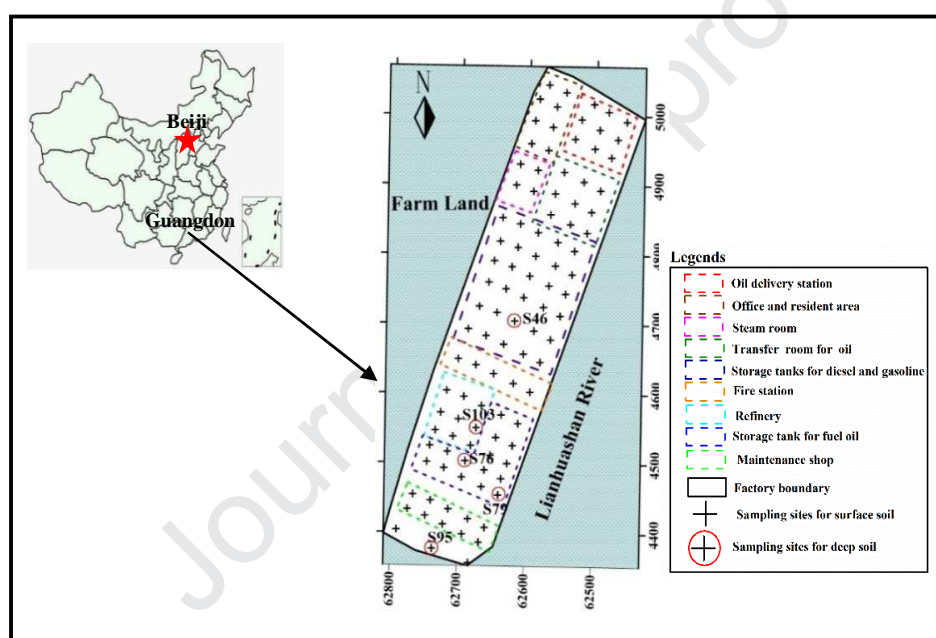 Journ
pro
Beiji
Guangdon
N
Farm Land
Lianhuashan River
S46
S103
S76
S79
S95
5000
4900
4800
4700
4600
4500
4400
62800
62700
62600
62500
Legends
Oil delivery station
Office and resident area
Steam room
Transfer room for oil
Storage tanks for diesel and gasoline
Fire station
Refinery
Storage tank for fuel oil
Maintenance shop
Factory boundary
Sampling sites for surface soil
Sampling sites for deep soil